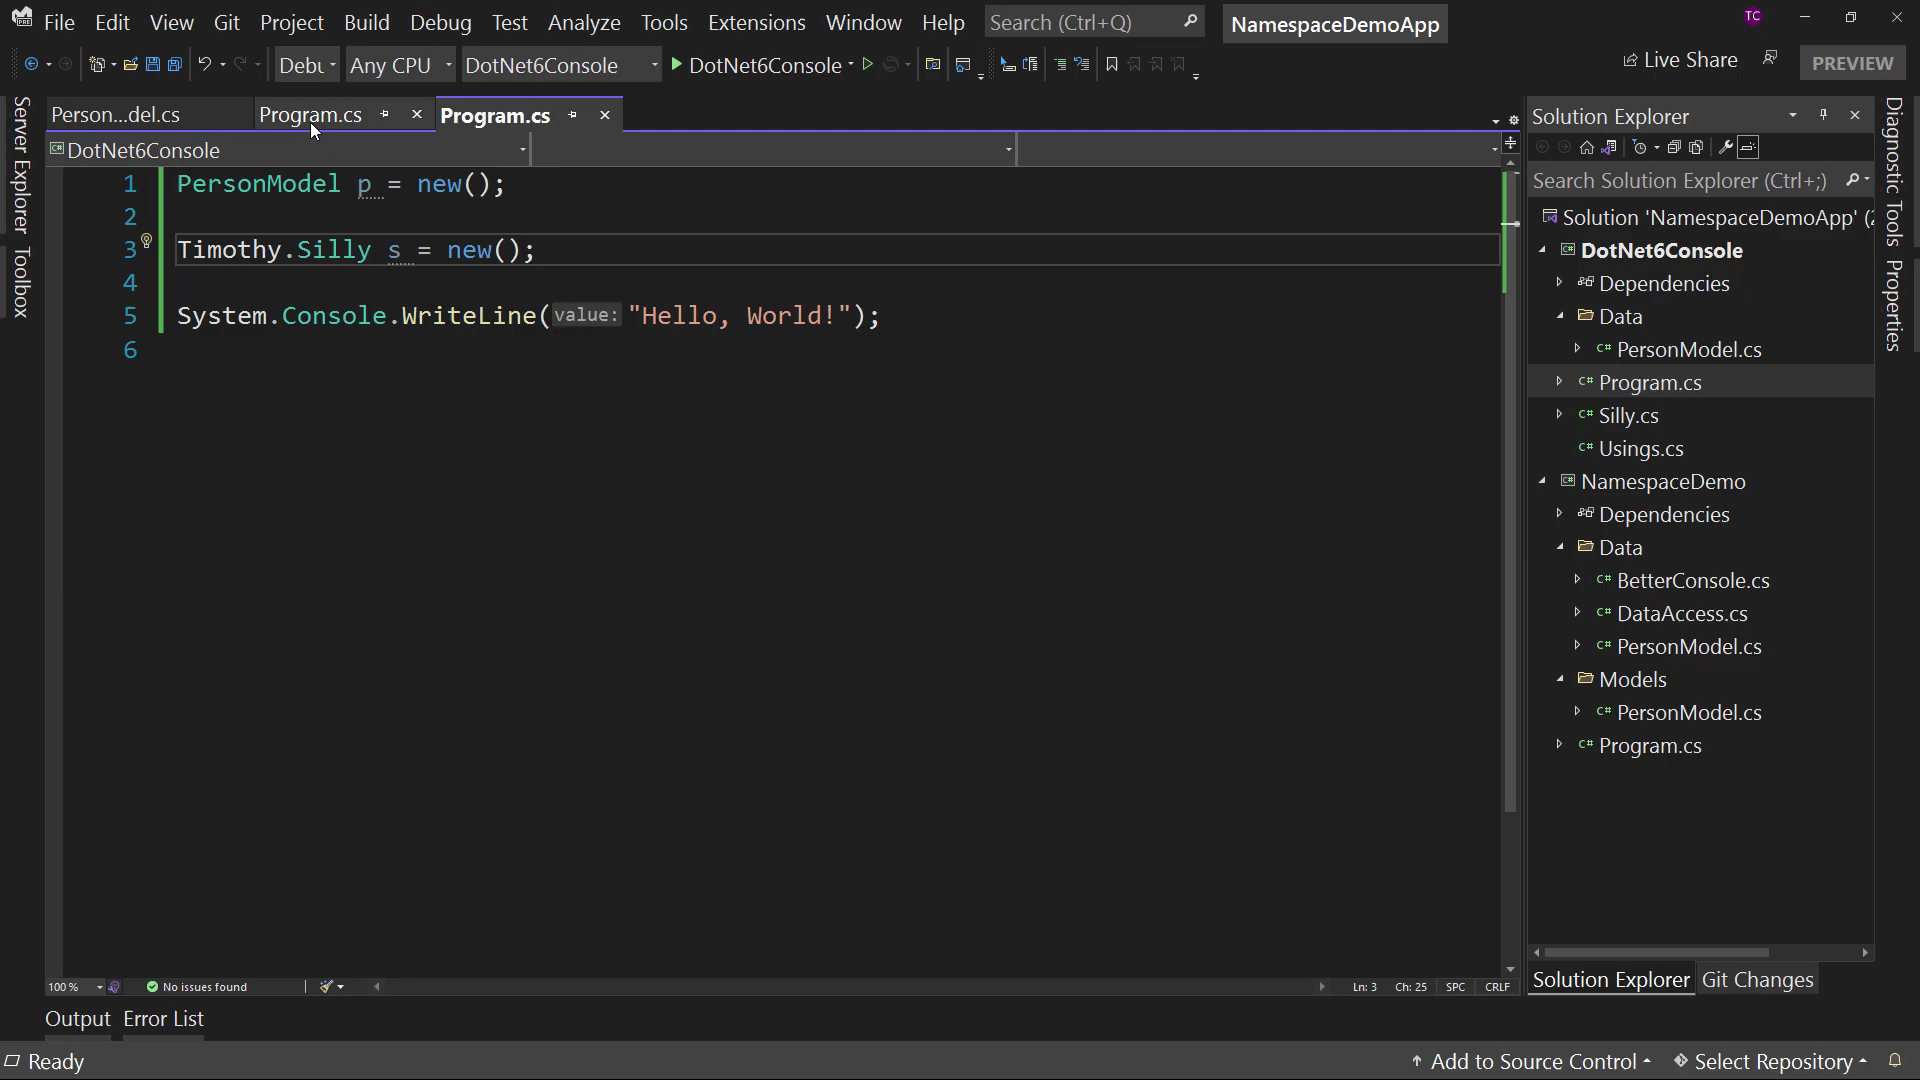 File Edit View Git Project Build Debug Test Analyze Tools Extensions Window Help Search (Ctrl+Q) NamespaceDemoApp TC
Debu Any CPU DotNet6Console DotNet6Console Live Share PREVIEW
Person...del.cs Program.cs Program.cs
DotNet6Console
1 PersonModel p = new();
2
3 Timothy.Silly s = new();
4
5 System.Console.WriteLine(value: "Hello, World!");
6
100 % No issues found Ln: 3 Ch: 25 SPC CRLF
Output Error List
Ready Add to Source Control Select Repository
Server Explorer Toolbox
Solution Explorer
Search Solution Explorer (Ctrl+;)
Solution 'NamespaceDemoApp' (2
C# DotNet6Console
Dependencies
Data
C# PersonModel.cs
C# Program.cs
C# Silly.cs
C# Usings.cs
C# NamespaceDemo
Dependencies
Data
C# BetterConsole.cs
C# DataAccess.cs
C# PersonModel.cs
Models
C# PersonModel.cs
C# Program.cs
Solution Explorer Git Changes
Diagnostic Tools Properties